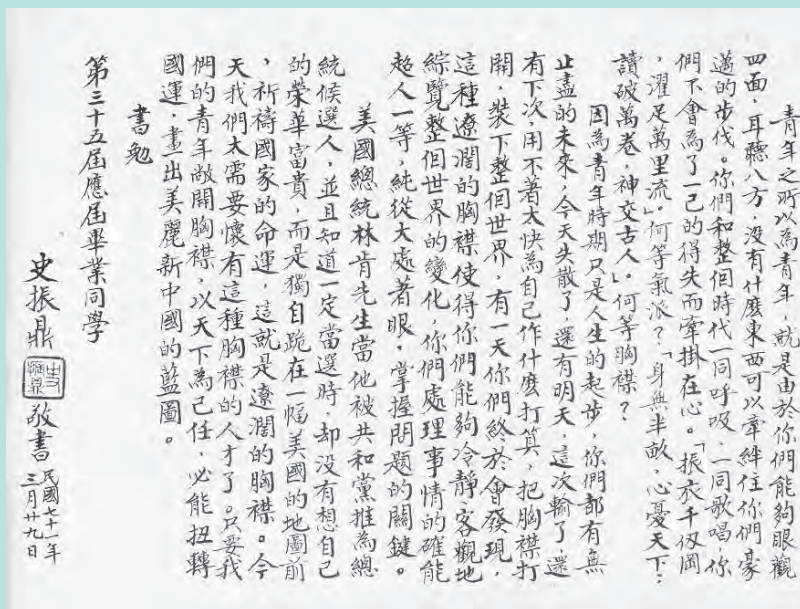 青年之所以為青年，就是由於你們能夠眼觀
四面，耳聽八方，沒有什麼東西可以牽絆住你們豪
邁的步伐。你們和整個時代一同呼吸，一同歌唱，你
們不會為了一己的得失而牽掛在心。「振衣千仞岡
，濯足萬里流」何等氣派？「身無半畝，心憂天下；
讀破萬卷，神交古人。」何等胸襟？
因為青年時期只是人生的起步，你們都有無
止盡的未來，今天失散了，還有明天，這次輸了，還
有下次，用不著太快為自己作什麼打算，把胸襟打
開，裝下整個世界，有一天你們終於會發現，
這種遼濶的胸襟使得你們能夠冷靜客觀地
綜覽整個世界的變化，你們處理事情的確能
超人一等，純從大處著眼，掌握問題的關鍵。
美國總統林肯先生當他被共和黨推為總
統候選人，並且知道一定當選時，却沒有想自己
的榮華富貴，而是獨自跪在一幅美國的地圖前
，祈禱國家的命運，這就是遼濶的胸襟。今
天我們太需要懷有這種胸襟的人才了。只要我
們的青年敞開胸襟，以天下為己任，必能扭轉
國運，畫出美麗新中國的藍圖。
書勉
第三十五屆應屆畢業同學
史振鼎 敬書 民國七十一年
三月廿九日